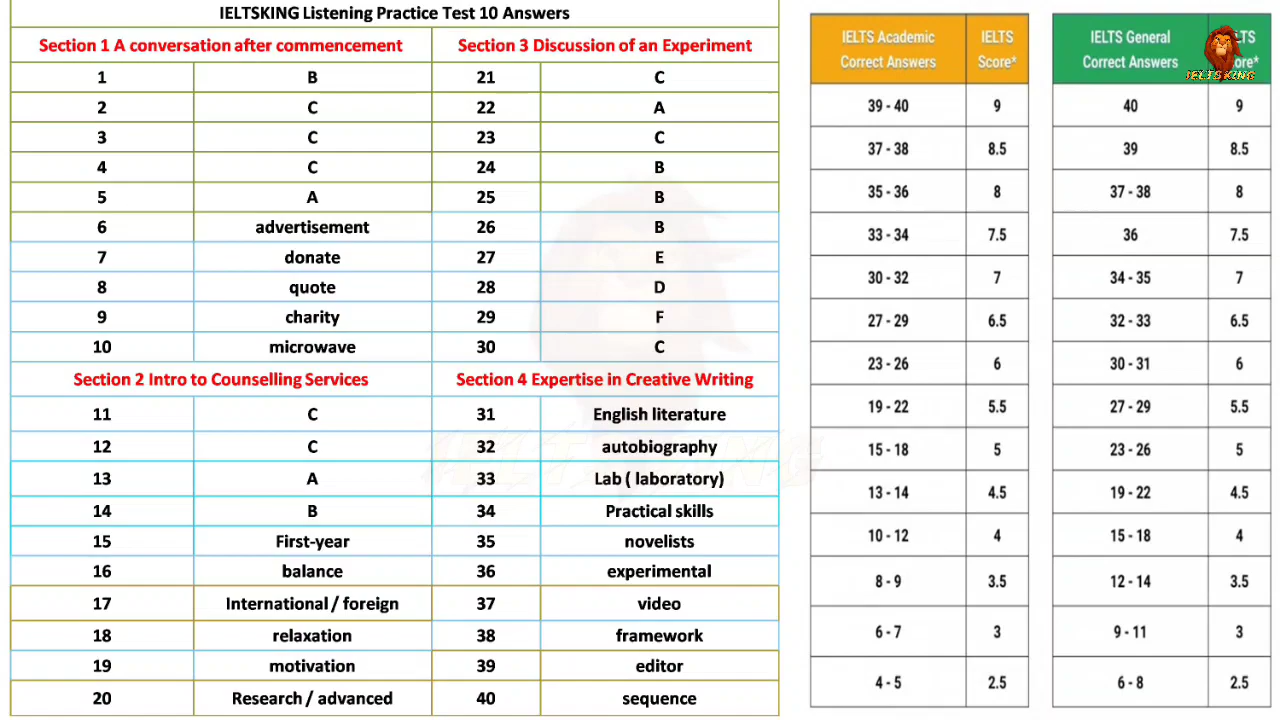 IELTSKING Listening Practice Test 10 Answers
Section 1 A conversation after commencement
1 B
2 C
3 C
4 C
5 A
6 advertisement
7 donate
8 quote
9 charity
10 microwave
Section 2 Intro to Counselling Services
11 C
12 C
13 A
14 B
15 First-year
16 balance
17 International / foreign
18 relaxation
19 motivation
20 Research / advanced
Section 3 Discussion of an Experiment
21 C
22 A
23 C
24 B
25 B
26 B
27 E
28 D
29 F
30 C
Section 4 Expertise in Creative Writing
31 English literature
32 autobiography
33 Lab ( laboratory)
34 Practical skills
35 novelists
36 experimental
37 video
38 framework
39 editor
40 sequence
IELTS Academic IELTS
Correct Answers Score*
39 - 40 9
37 - 38 8.5
35 - 36 8
33 - 34 7.5
30 - 32 7
27 - 29 6.5
23 - 26 6
19 - 22 5.5
15 - 18 5
13 - 14 4.5
10 - 12 4
8 - 9 3.5
6 - 7 3
4 - 5 2.5
IELTS General
Correct Answers
IELTS KING
40 9
39 8.5
37 - 38 8
36 7.5
34 - 35 7
32 - 33 6.5
30 - 31 6
27 - 29 5.5
23 - 26 5
19 - 22 4.5
15 - 18 4
12 - 14 3.5
9 - 11 3
6 - 8 2.5